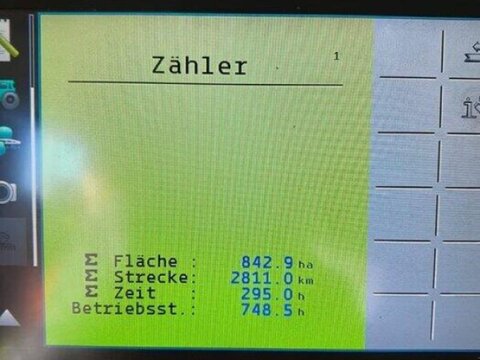 Zähler
1
Σ Fläche : 842.9 ha
Σ Strecke: 2811.0 km
Σ Zeit : 295.0 h
Betriebsst.: 748.5 h